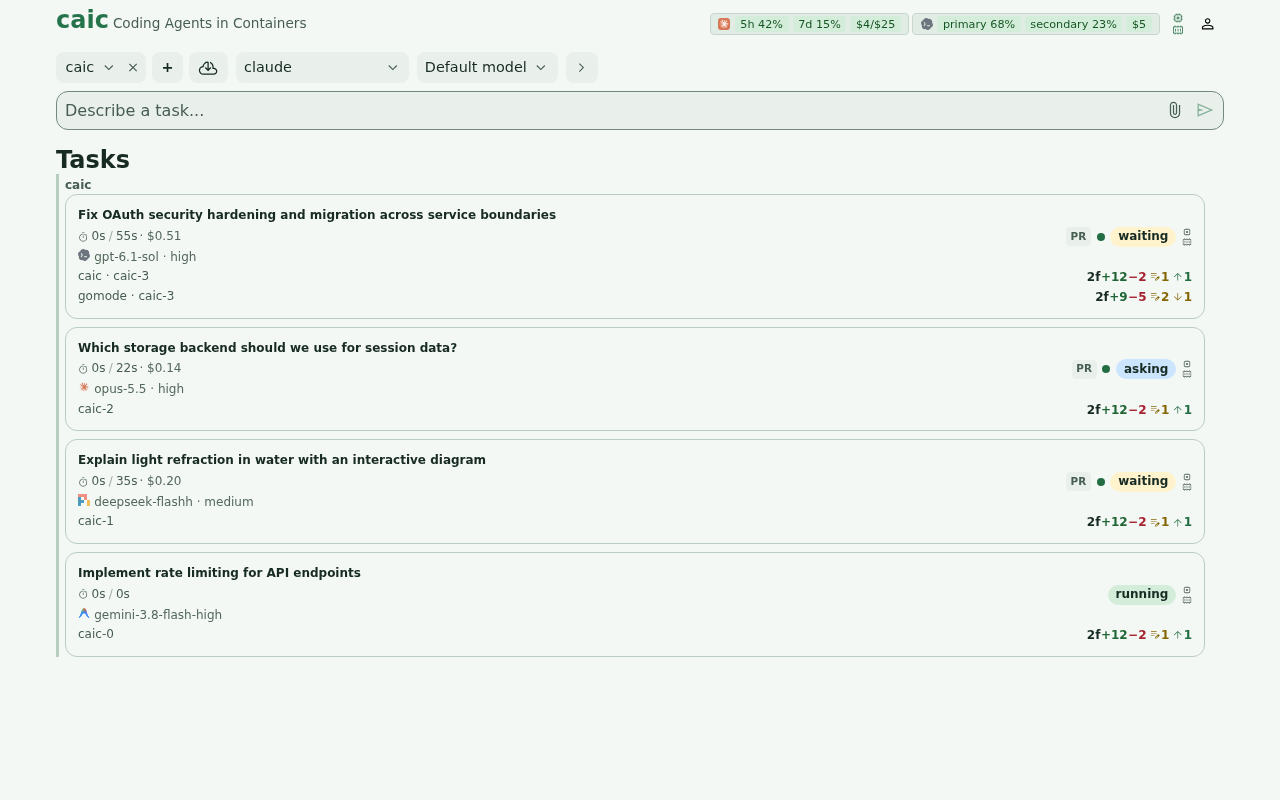 caic Coding Agents in Containers 5h 42% 7d 15% $4/$25 primary 68% secondary 23% $5
caic claude Default model
Describe a task...
Tasks
caic
Fix OAuth security hardening and migration across service boundaries
0s / 55s · $0.51 PR waiting
gpt-6.1-sol · high
caic · caic-3 2f+12−2 1 ↑1
gomode · caic-3 2f+9−5 2 ↓1
Which storage backend should we use for session data?
0s / 22s · $0.14 PR asking
opus-5.5 · high
caic-2 2f+12−2 1 ↑1
Explain light refraction in water with an interactive diagram
0s / 35s · $0.20 PR waiting
deepseek-flashh · medium
caic-1 2f+12−2 1 ↑1
Implement rate limiting for API endpoints
0s / 0s running
gemini-3.8-flash-high
caic-0 2f+12−2 1 ↑1